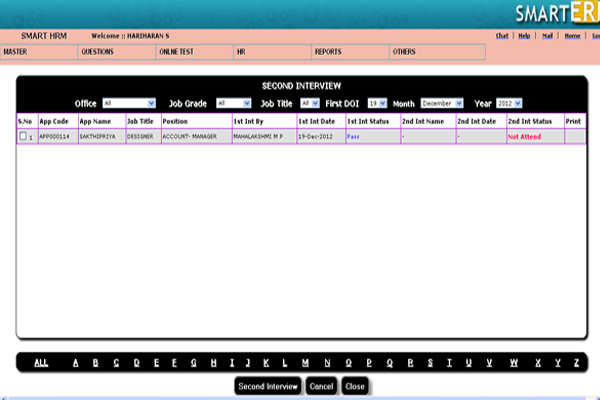 SMARTER
SMART HRM Welcome :: HARIHARAN S Chat | Help | Mail | Home |
MASTER QUESTIONS ONLINE TEST HR REPORTS OTHERS
SECOND INTERVIEW
Office All Job Grade All Job Title All First DOI 19 Month December Year 2012
S.No App Code App Name Job Title Position 1st Int By 1st Int Date 1st Int Status 2nd Int Name 2nd Int Date 2nd Int Status Print
1 APP000114 SAKTHIPRIYA DESIGNER ACCOUNT- MANAGER MAHALAKSHMI M P 19-Dec-2012 Pass - - Not Attend
ALL A B C D E F G H I J K L M N O P Q R S T U V W X Y Z
Second Interview Cancel Close